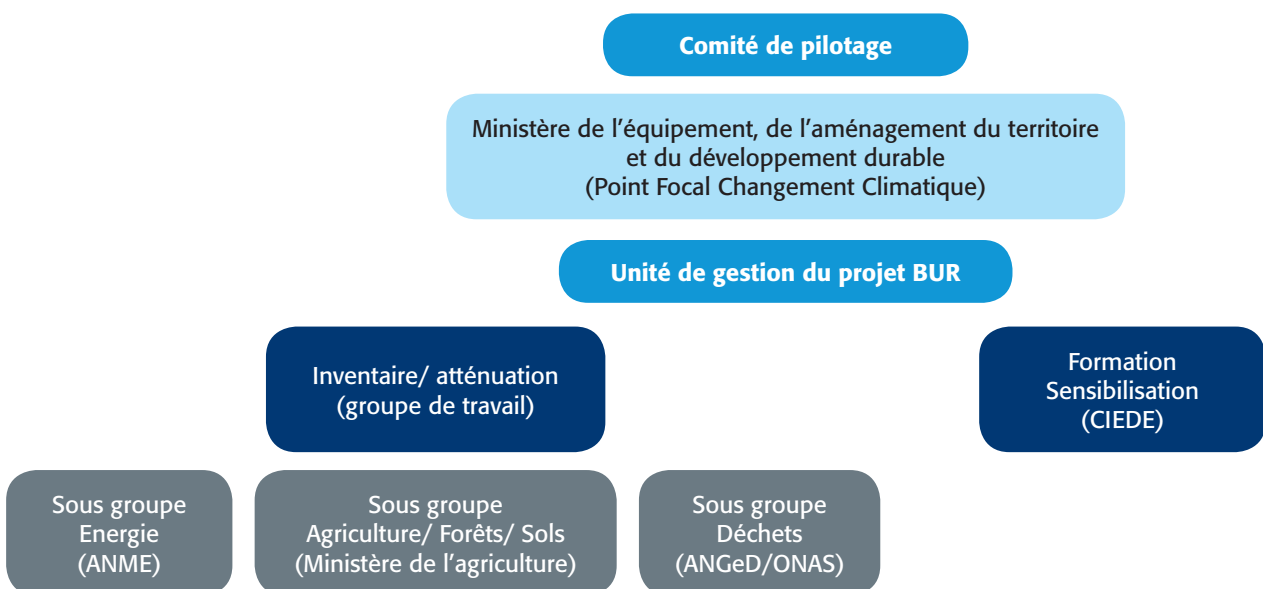 Comité de pilotage
Ministère de l’équipement, de l’aménagement du territoire
et du développement durable
(Point Focal Changement Climatique)
Unité de gestion du projet BUR
Inventaire/ atténuation
(groupe de travail)
Formation
Sensibilisation
(CIEDE)
Sous groupe
Energie
(ANME)
Sous groupe
Agriculture/ Forêts/ Sols
(Ministère de l’agriculture)
Sous groupe
Déchets
(ANGeD/ONAS)